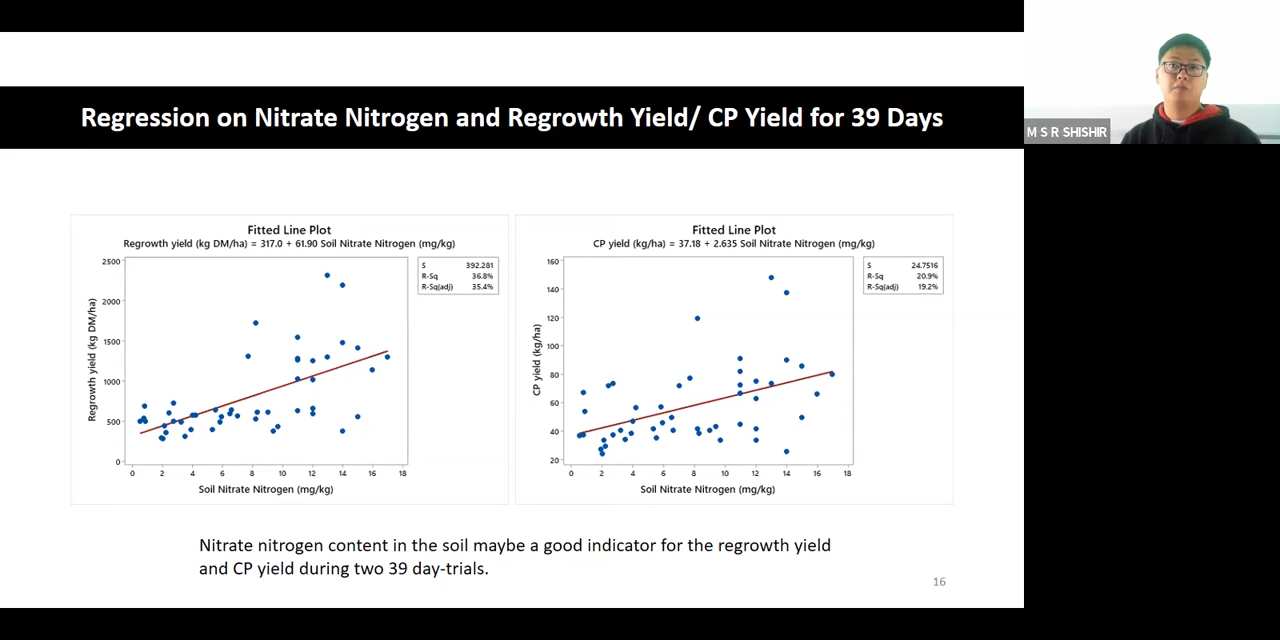 Regression on Nitrate Nitrogen and Regrowth Yield/ CP Yield for 39 Days
M S R SHISHIR
Fitted Line Plot
Regrowth yield (kg DM/ha) = 317.0 + 61.90 Soil Nitrate Nitrogen (mg/kg)
S 392.281
R-Sq 36.8%
R-Sq(adj) 35.4%
Regrowth yield (kg DM/ha)
2500
2000
1500
1000
500
0
0 2 4 6 8 10 12 14 16 18
Soil Nitrate Nitrogen (mg/kg)
Fitted Line Plot
CP yield (kg/ha) = 37.18 + 2.635 Soil Nitrate Nitrogen (mg/kg)
S 24.7516
R-Sq 20.9%
R-Sq(adj) 19.2%
CP yield (kg/ha)
160
140
120
100
80
60
40
20
0 2 4 6 8 10 12 14 16 18
Soil Nitrate Nitrogen (mg/kg)
Nitrate nitrogen content in the soil maybe a good indicator for the regrowth yield
and CP yield during two 39 day-trials.
16